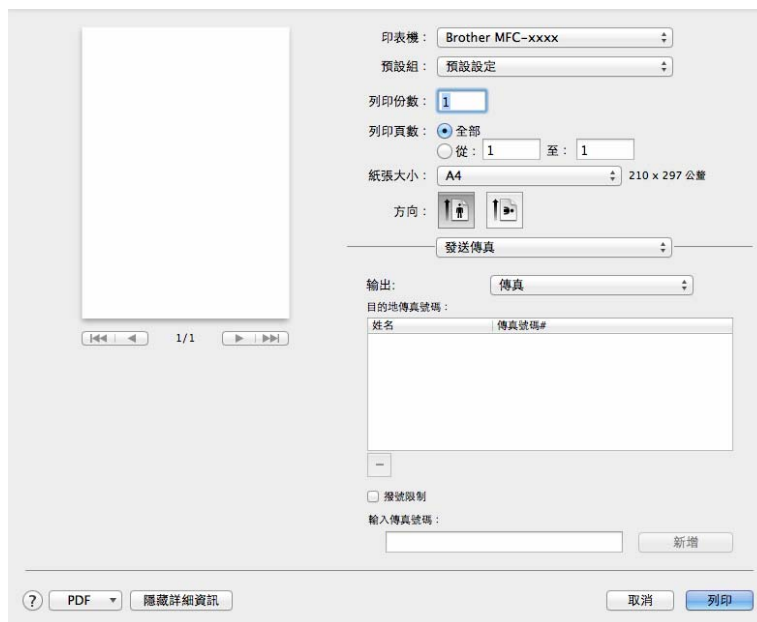 印表機： Brother MFC-xxxx
預設組： 預設設定
列印份數： 1
列印頁數： 全部
從： 1 至： 1
紙張大小： A4 210 x 297 公釐
方向：
發送傳真
输出: 傳真
目的地傳真號碼：
姓名 傳真號碼#
1/1
撥號限制
輸入傳真號碼：
新增
? PDF 隱藏詳細資訊 取消 列印